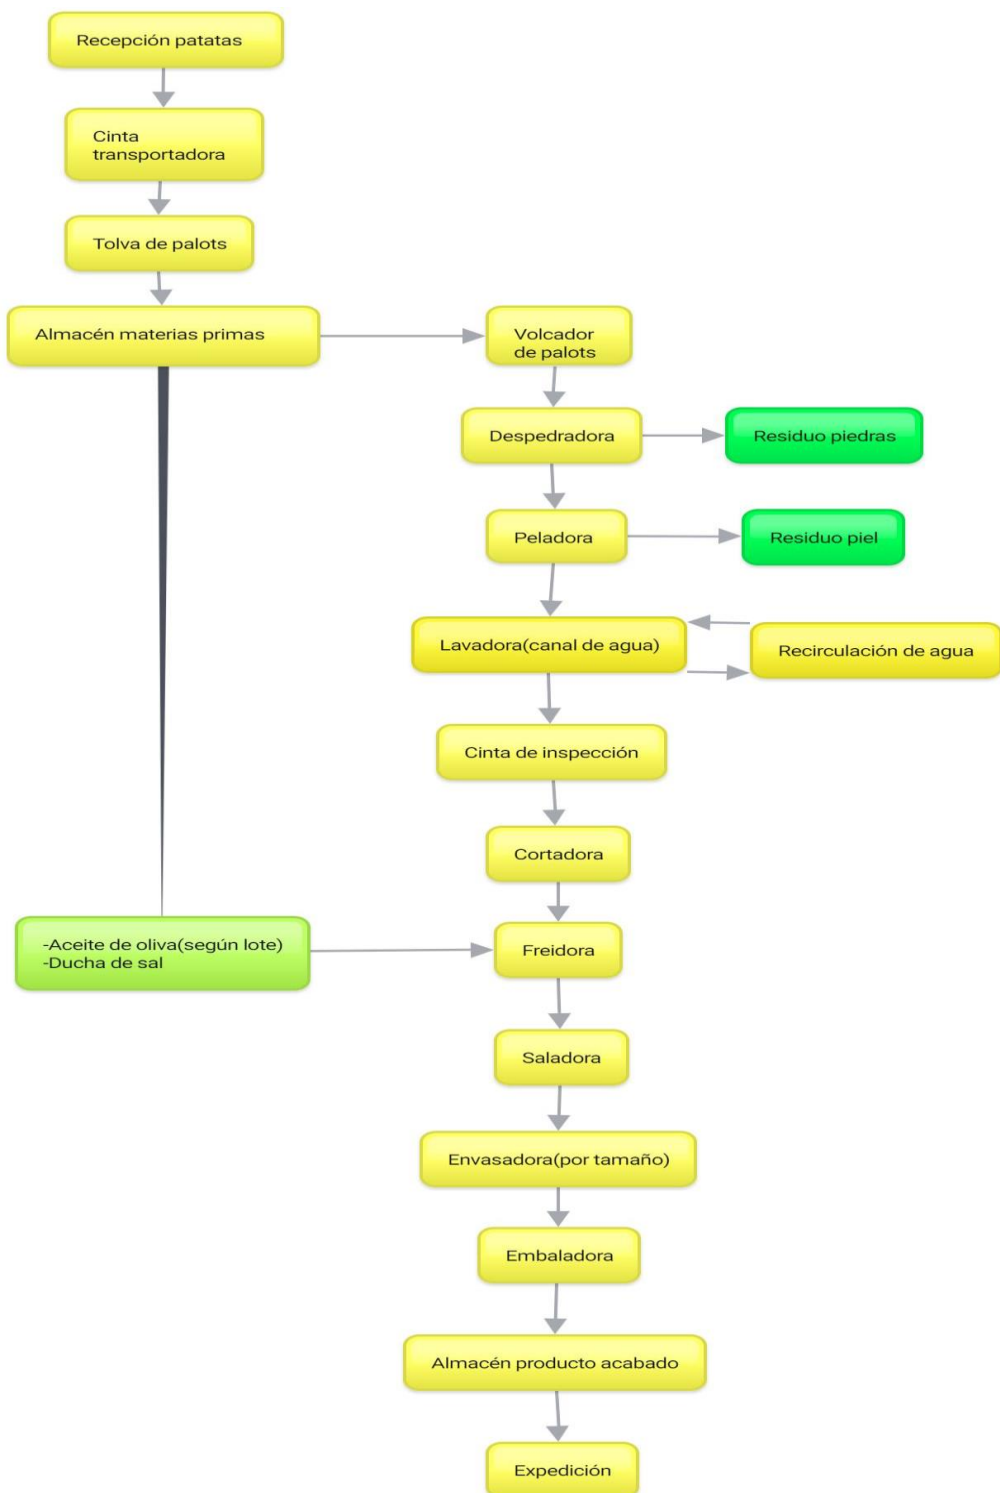 Recepción patatas
Cinta
transportadora
Tolva de palots
Almacén materias primas
Volcador
de palots
Despedradora
Residuo piedras
Peladora
Residuo piel
Lavadora(canal de agua)
Recirculación de agua
Cinta de inspección
Cortadora
-Aceite de oliva(según lote)
-Ducha de sal
Freidora
Saladora
Envasadora(por tamaño)
Embaladora
Almacén producto acabado
Expedición